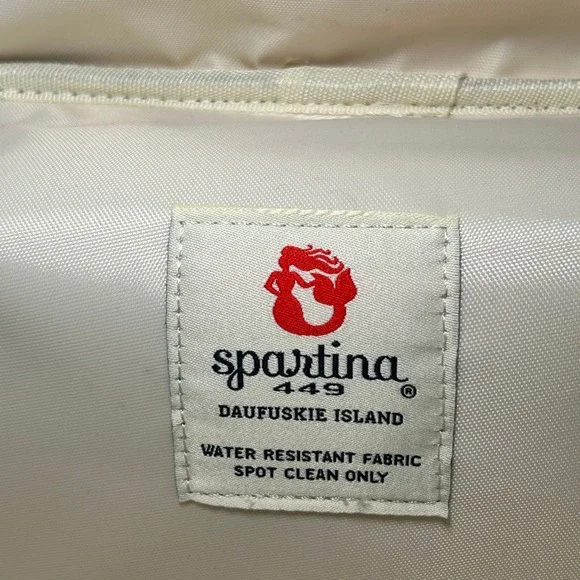 spartina
449 ®
DAUFUSKIE ISLAND
WATER RESISTANT FABRIC
SPOT CLEAN ONLY